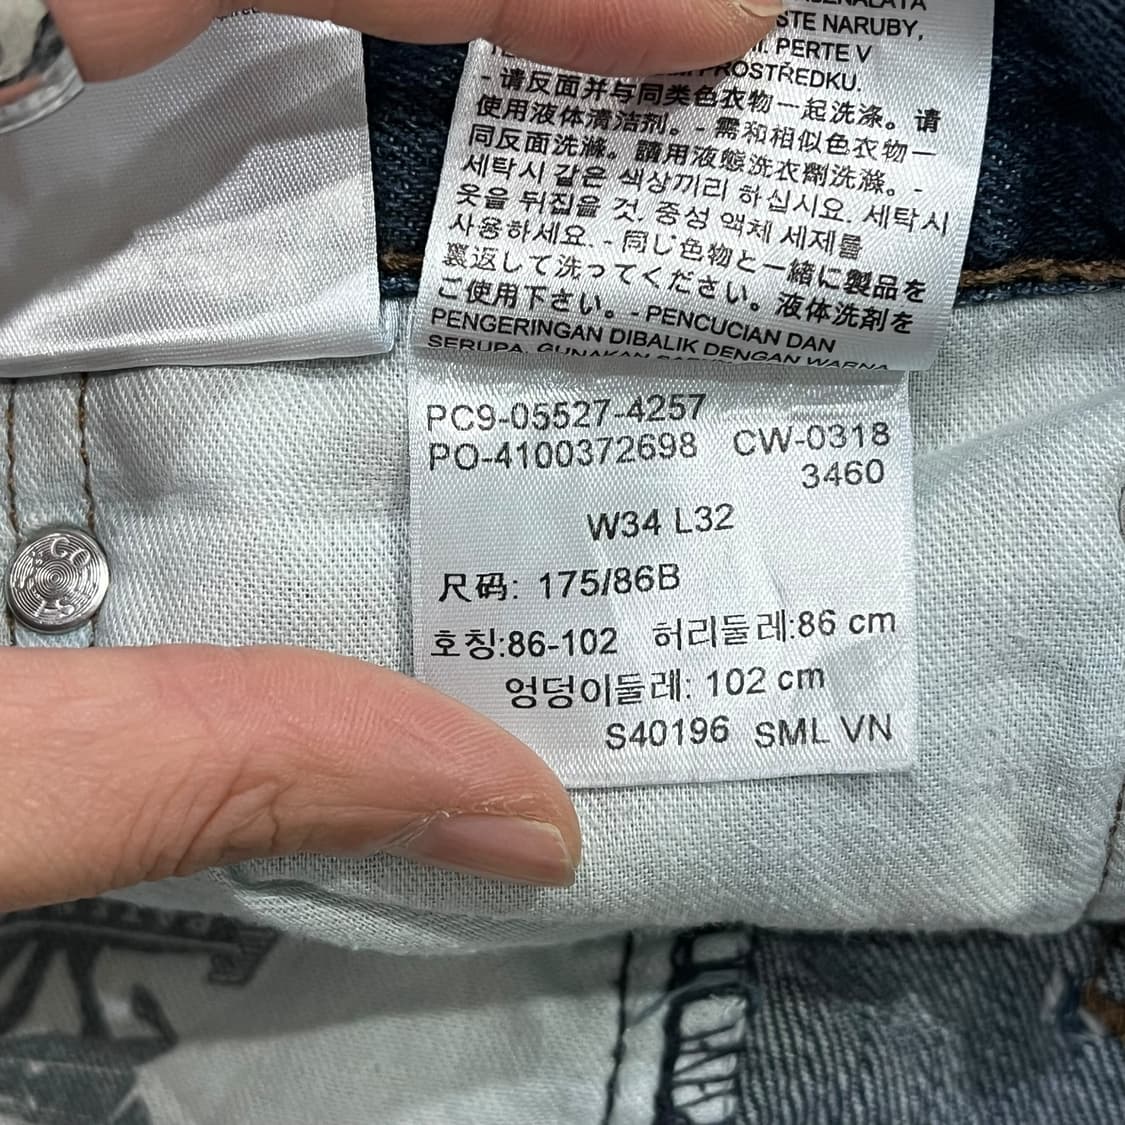 STE NARUBY,
PERTE V
PROSTŘEDKU.
- 请反面并与同类色衣物一起洗涤。请
使用液体清洁剂。- 需和相似色衣物一
同反面洗滌。請用液態洗衣劑洗滌。-
세탁시 같은 색상끼리 하십시요. 세탁시
옷을 뒤집을 것. 중성 액체 세제를
사용하세요. - 同じ色物と一緒に製品を
裏返して洗ってください。液体洗剤を
ご使用下さい。- PENCUCIAN DAN
PENGERINGAN DIBALIK DENGAN WARNA
SERUPA. GUNAKAN
PC9-05527-4257
PO-4100372698 CW-0318
3460
W34 L32
尺码: 175/86B
호칭:86-102 허리둘레:86 cm
엉덩이둘레: 102 cm
S40196 SML VN